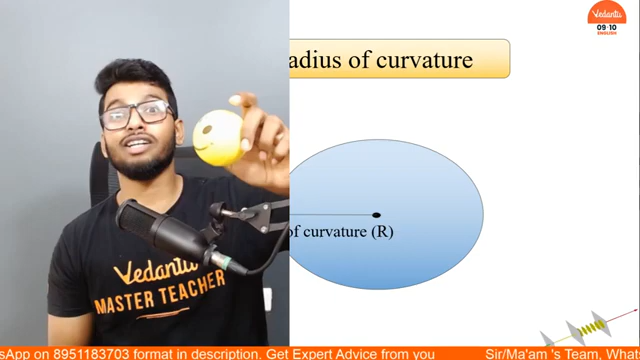 Vedantu
09-10
ENGLISH
adius of curvature
of curvature (R)
Vedantu
MASTER TEACHER
sApp on 8951183703 format in description. Get Expert Advice from you
Sir/Ma'am 's Team, What